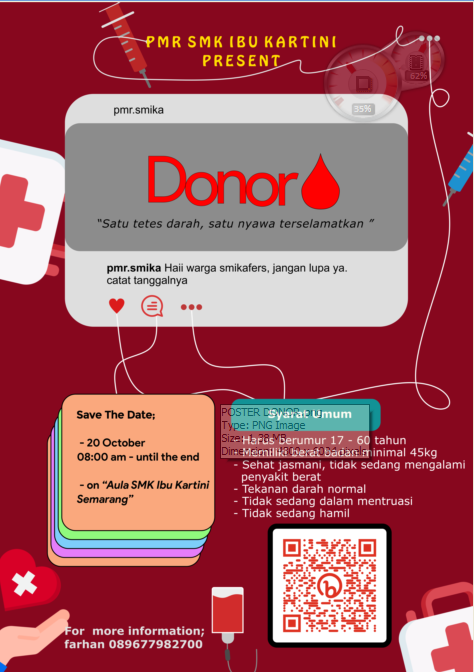 PMR SMK IBU KARTINI
PRESENT
62%
35%
pmr.smika
Donor
“Satu tetes darah, satu nyawa terselamatkan ”
pmr.smika Haii warga smikafers, jangan lupa ya.
catat tanggalnya
Save The Date;
- 20 October
08:00 am - until the end
- on “Aula SMK Ibu Kartini
Semarang”
POSTER DONOR.png
Syarat Umum
Type: PNG Image
- Harus berumur 17 - 60 tahun
- Memiliki berat badan minimal 45kg
- Sehat jasmani, tidak sedang mengalami
penyakit berat
- Tekanan darah normal
- Tidak sedang dalam mentruasi
- Tidak sedang hamil
For more information;
farhan 089677982700